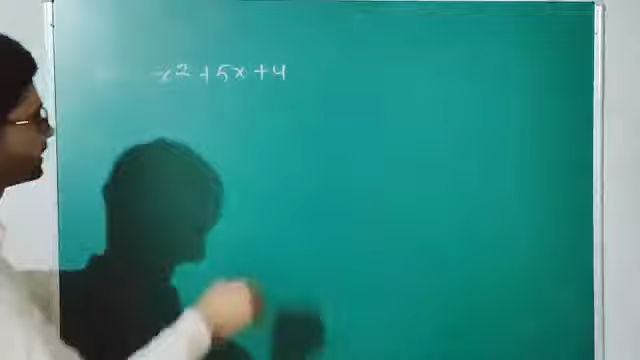 x² + 5x + 4